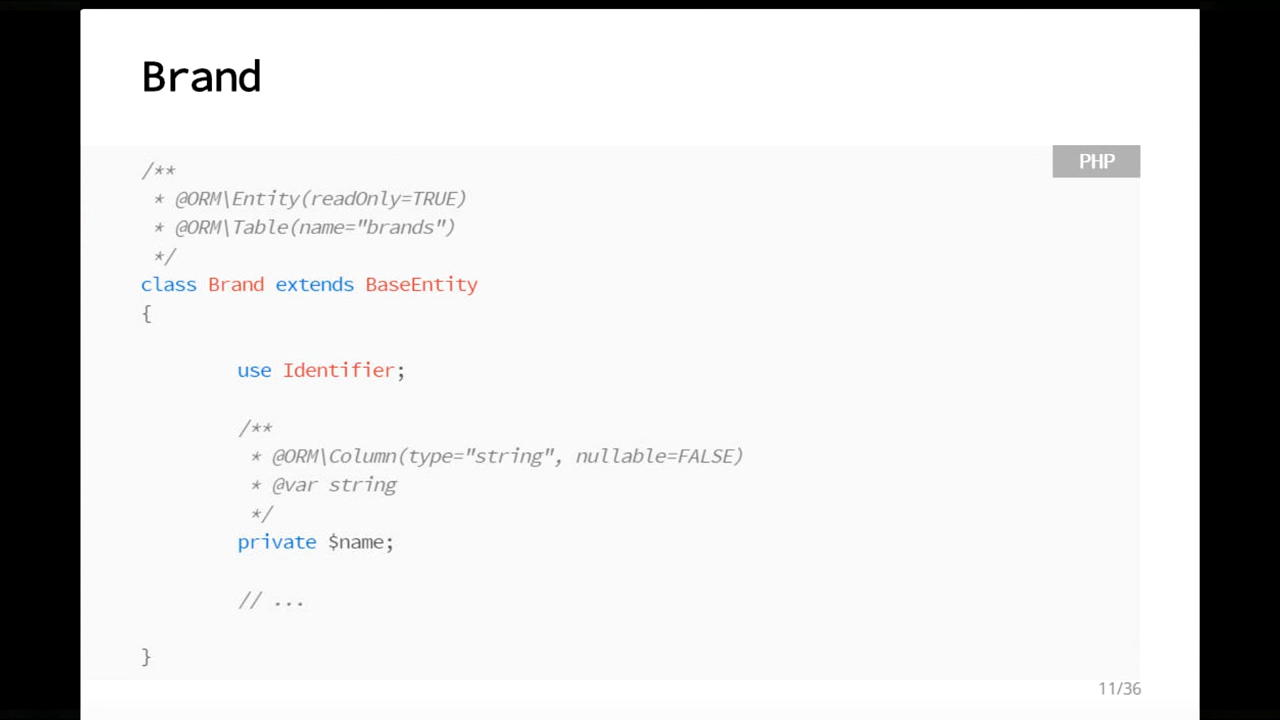 Brand
PHP
/**
 * @ORM\Entity(readOnly=TRUE)
 * @ORM\Table(name="brands")
 */
class Brand extends BaseEntity
{
use Identifier;
/**
 * @ORM\Column(type="string", nullable=FALSE)
 * @var string
 */
private $name;
// ...
}
11/36